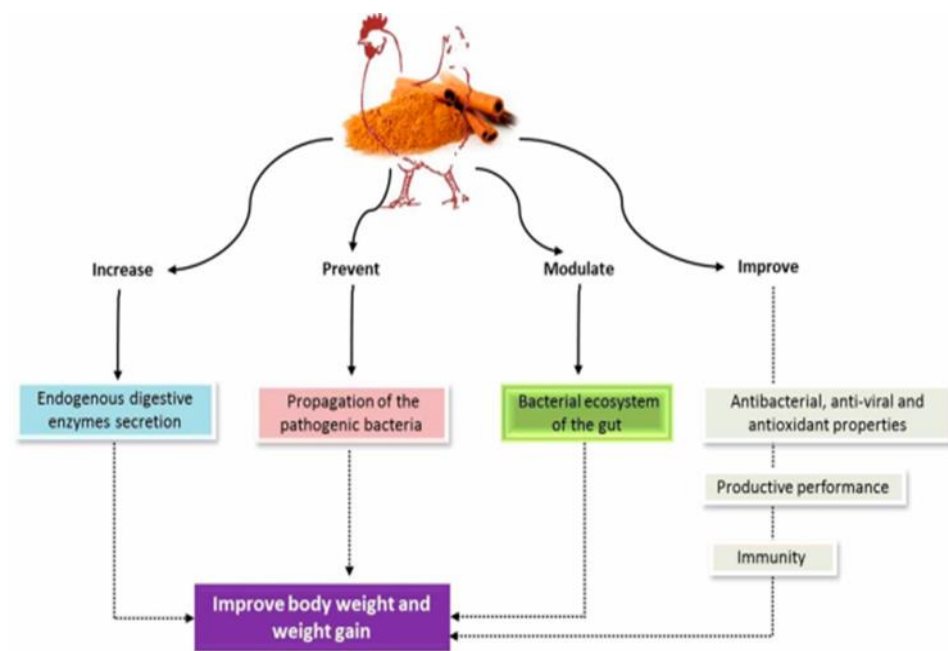 Increase
Prevent
Modulate
Improve
Endogenous digestive
enzymes secretion
Propagation of the
pathogenic bacteria
Bacterial ecosystem
of the gut
Antibacterial, anti-viral and
antioxidant properties
Productive performance
Immunity
Improve body weight and
weight gain